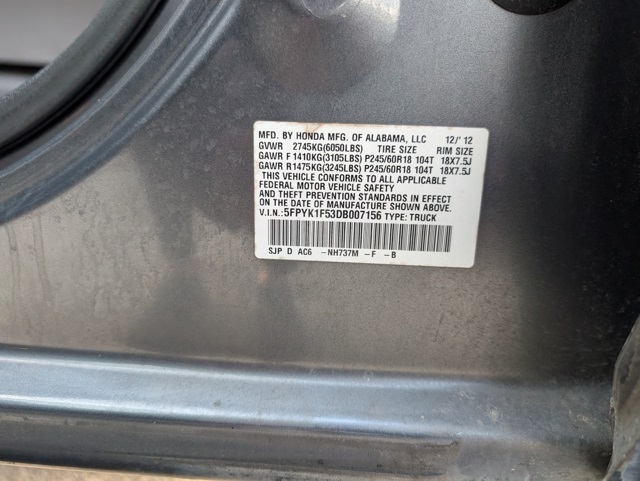 MFD. BY HONDA MFG. OF ALABAMA, LLC 12/'12
GVWR 2745KG(6050LBS) TIRE SIZE RIM SIZE
GAWR F 1410KG(3105LBS) P245/60R18 104T 18X7.5J
GAWR R1475KG(3245LBS) P245/60R18 104T 18X7.5J
THIS VEHICLE CONFORMS TO ALL APPLICABLE
FEDERAL MOTOR VEHICLE SAFETY
AND THEFT PREVENTION STANDARDS IN EFFECT
ON THE DATE OF MANUFACTURE SHOWN ABOVE.
V.I.N.: 5FPYK1F53DB007156 TYPE: TRUCK
SJP D AC6 -NH737M -F -B